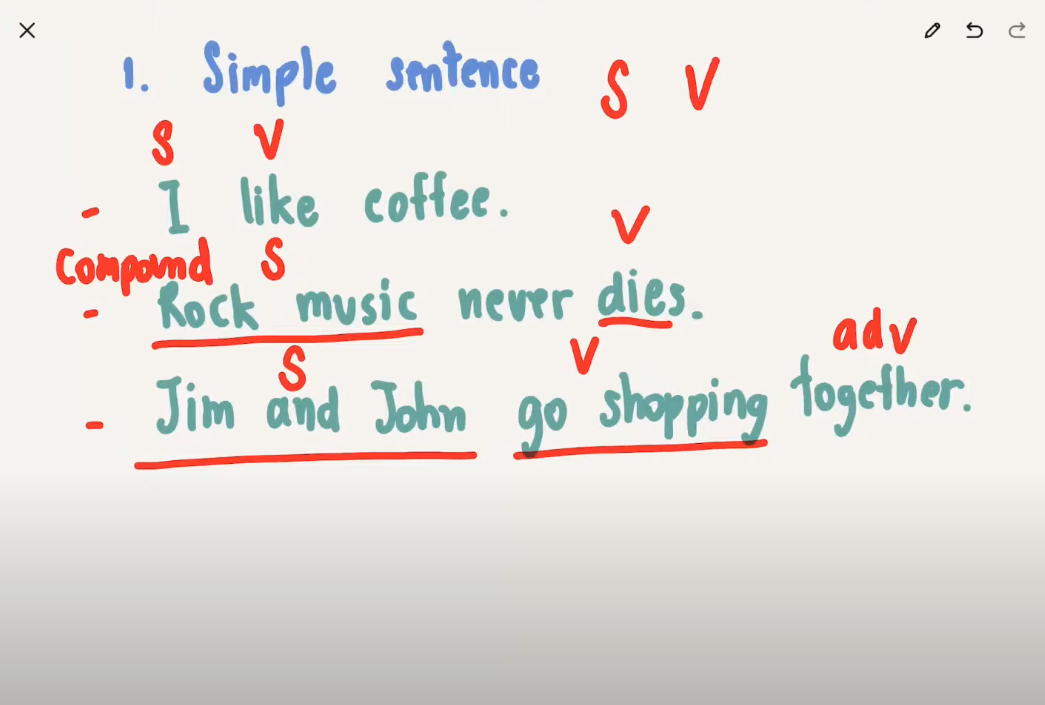 1. Simple sentence S V
S V
- I like coffee.
Compound S V
- Rock music never dies.
S V adv
- Jim and John go shopping together.